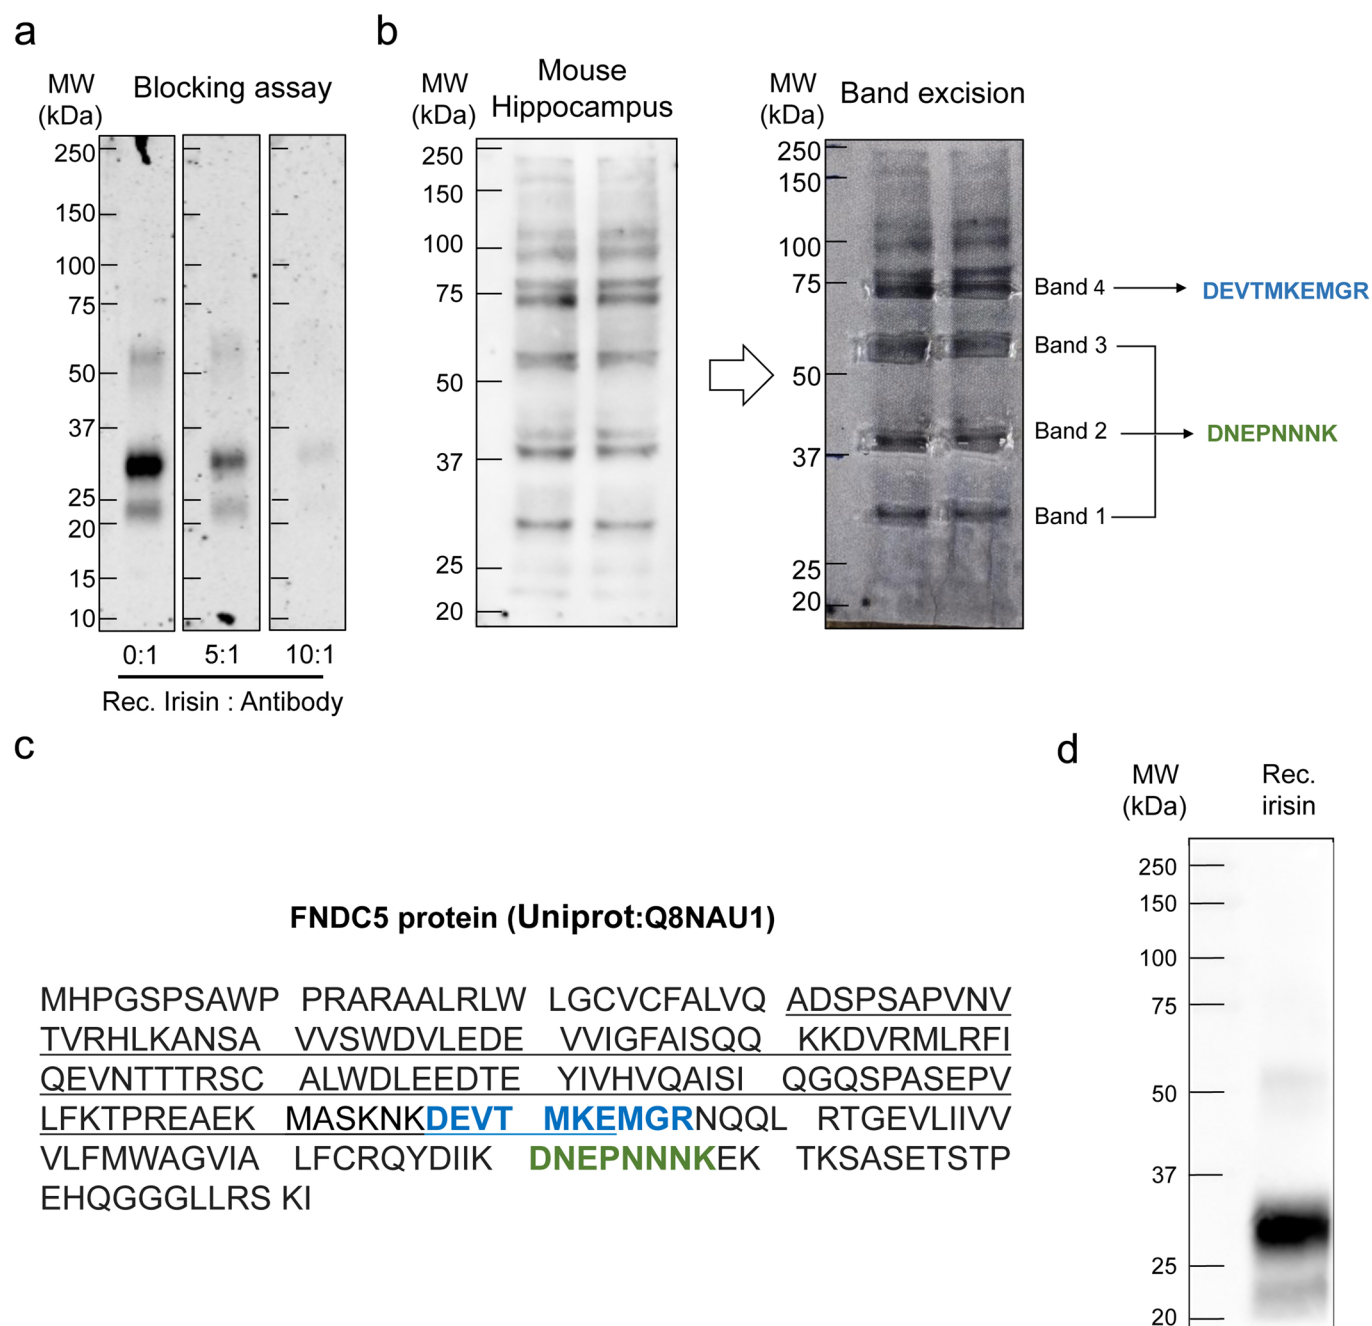 a
MW
(kDa)
Blocking assay
250
150
100
75
50
37
25
20
15
10
0:1 5:1 10:1
Rec. Irisin : Antibody
b
MW
(kDa)
Mouse
Hippocampus
250
150
100
75
50
37
25
20
MW
(kDa)
Band excision
250
150
100
75
50
37
25
20
Band 4
DEVTMKEMGR
Band 3
Band 2
DNEPNNNK
Band 1
c
FNDC5 protein (Uniprot:Q8NAU1)
MHPGSPSAWP PRARAALRLW LGCVCFALVQ ADSPSAPVNV
TVRHLKANSA VVSWDVLEDE VVIGFAISQQ KKDVRMLRFI
QEVNTTTRSC ALWDLEEDTE YIVHVQAISI QGQSPASEPV
LFKTPREAEK MASKNKDEVT MKEMGRNQQL RTGEVLIIVV
VLFMWAGVIA LFCRQYDIIK DNEPNNNKEK TKSASETSTP
EHQGGGLLRS KI
d
MW
(kDa)
Rec.
irisin
250
150
100
75
50
37
25
20